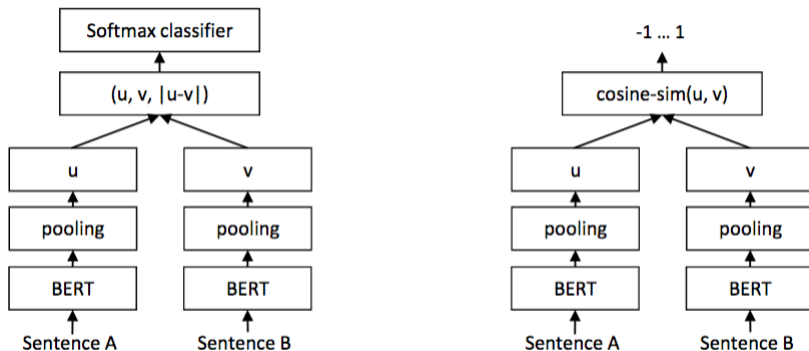 Softmax classifier
(u, v, |u-v|)
u
v
pooling
pooling
BERT
BERT
Sentence A
Sentence B
-1 ... 1
cosine-sim(u, v)
u
v
pooling
pooling
BERT
BERT
Sentence A
Sentence B